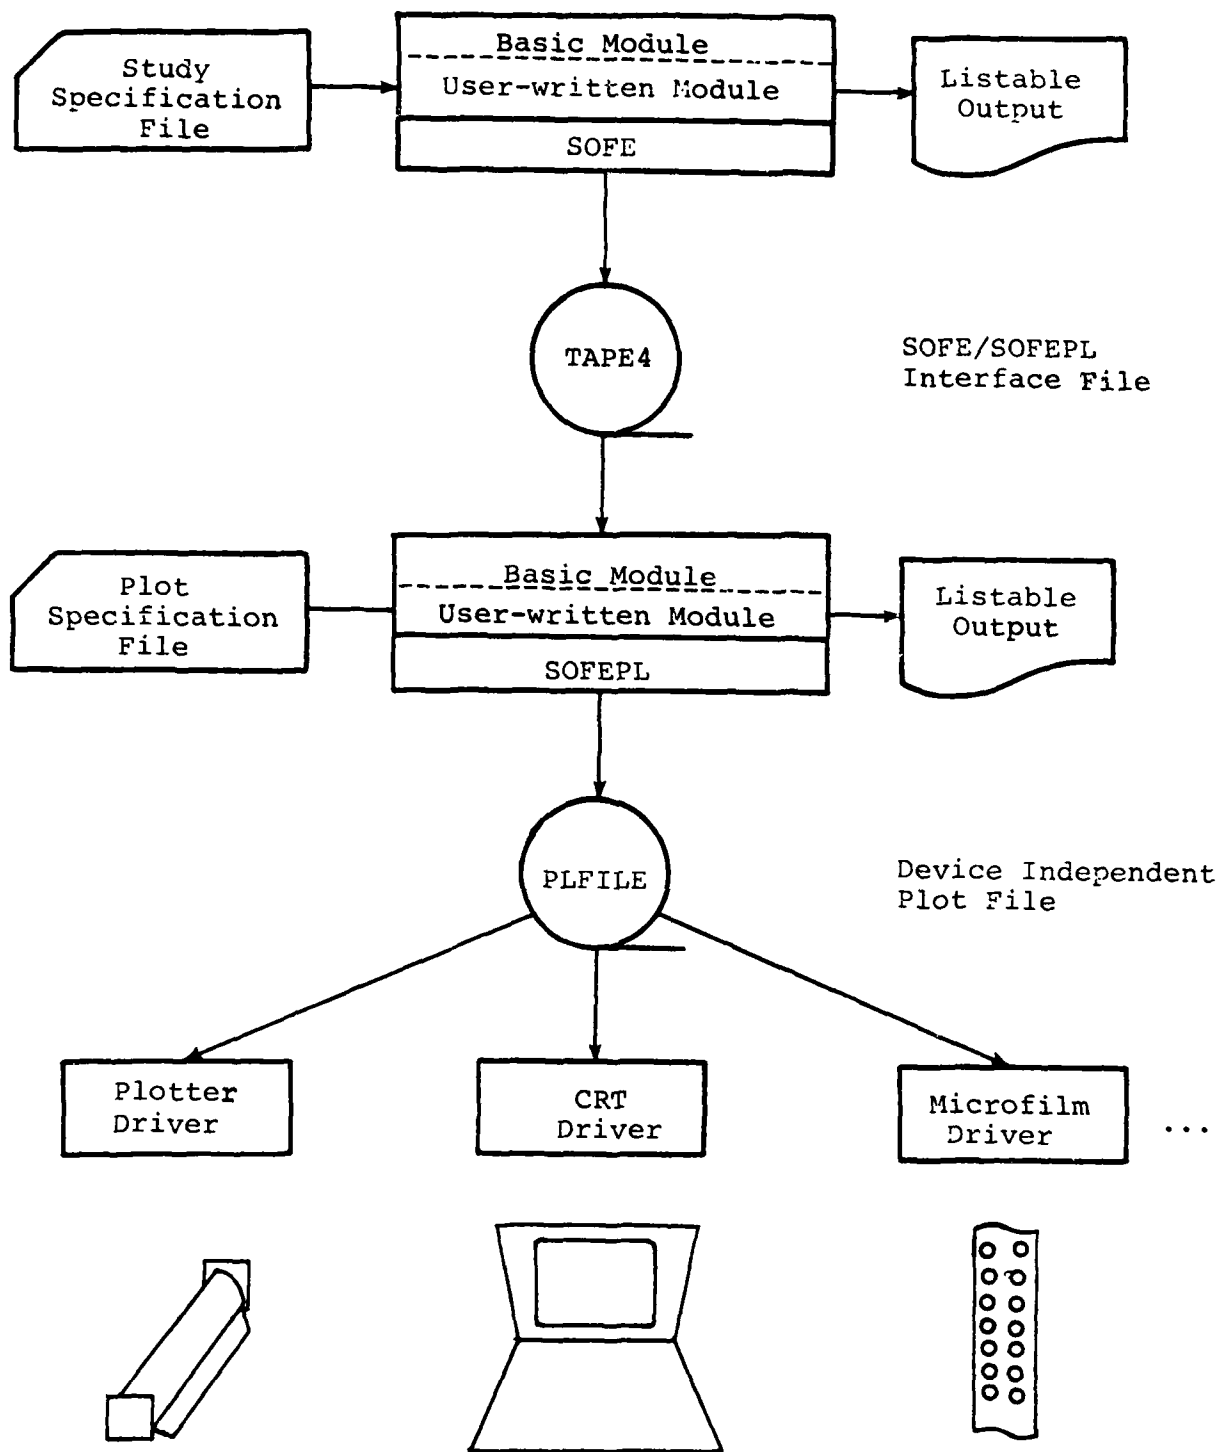 Study
Specification
File
Basic Module
User-written Module
SOFE
Listable
Output
TAPE4
SOFE/SOFEPL
Interface File
Plot
Specification
File
Basic Module
User-written Module
SOFEPL
Listable
Output
PLFILE
Device Independent
Plot File
Plotter
Driver
CRT
Driver
Microfilm
Driver
...